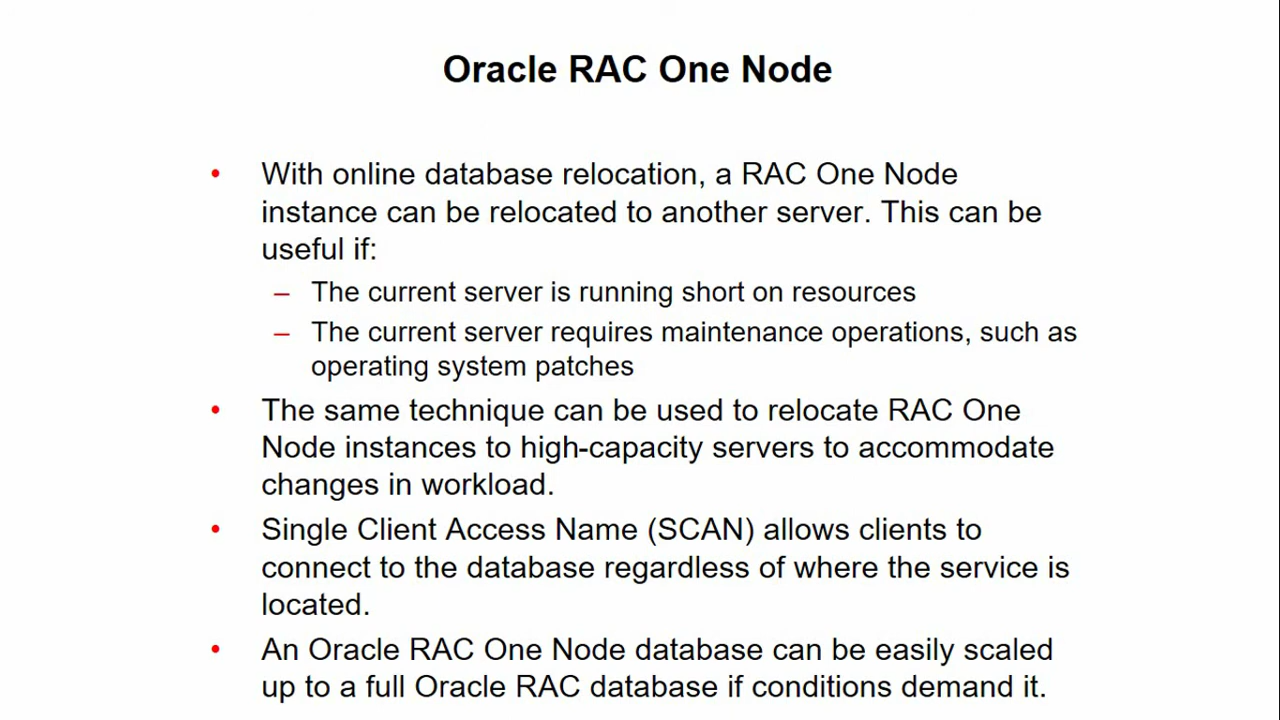 Oracle RAC One Node
• With online database relocation, a RAC One Node
instance can be relocated to another server. This can be
useful if:
– The current server is running short on resources
– The current server requires maintenance operations, such as
operating system patches
• The same technique can be used to relocate RAC One
Node instances to high-capacity servers to accommodate
changes in workload.
• Single Client Access Name (SCAN) allows clients to
connect to the database regardless of where the service is
located.
• An Oracle RAC One Node database can be easily scaled
up to a full Oracle RAC database if conditions demand it.